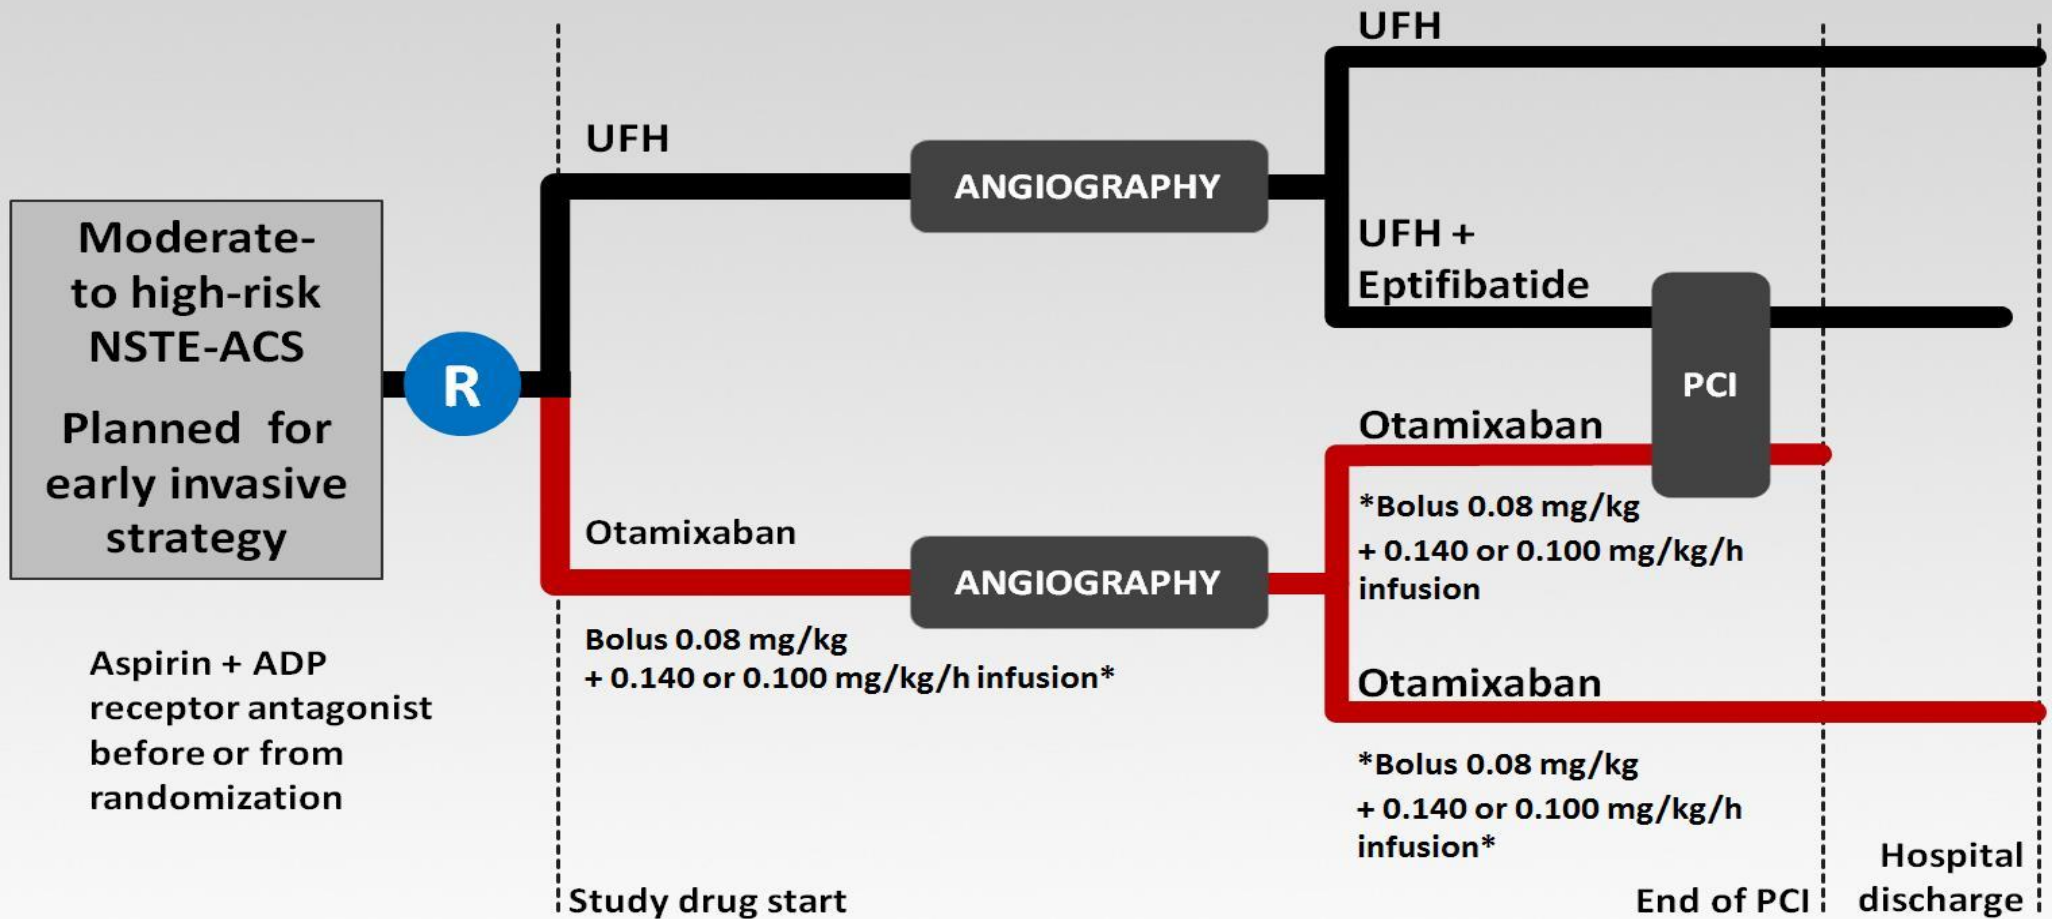 Moderate-
to high-risk
NSTE-ACS
Planned for
early invasive
strategy
Aspirin + ADP
receptor antagonist
before or from
randomization
R
UFH
ANGIOGRAPHY
UFH
UFH +
Eptifibatide
PCI
Otamixaban
Bolus 0.08 mg/kg
+ 0.140 or 0.100 mg/kg/h infusion*
ANGIOGRAPHY
Otamixaban
*Bolus 0.08 mg/kg
+ 0.140 or 0.100 mg/kg/h
infusion
Otamixaban
*Bolus 0.08 mg/kg
+ 0.140 or 0.100 mg/kg/h
infusion*
Study drug start
End of PCI
Hospital
discharge